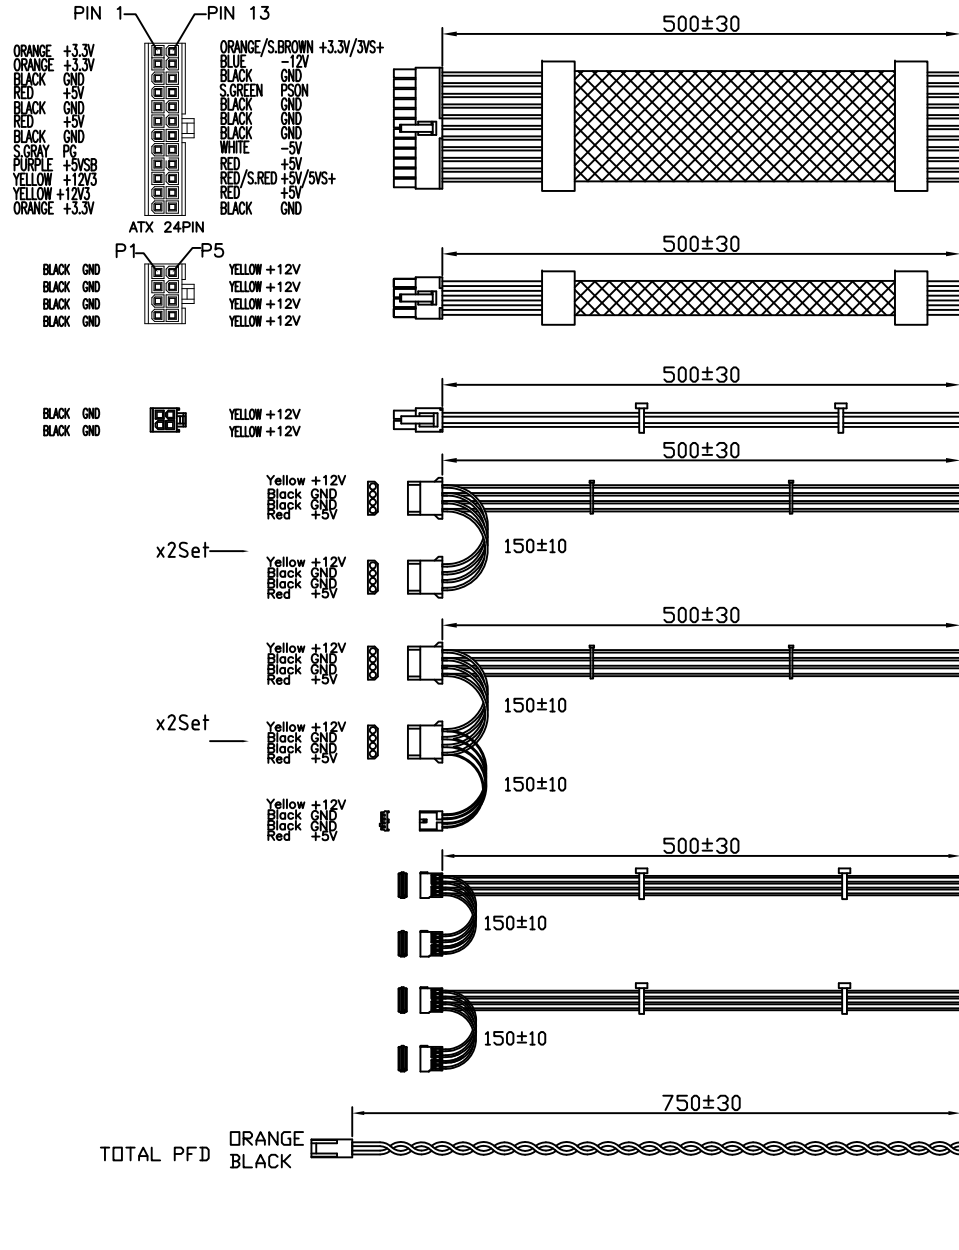 PIN 1 PIN 13
500±30
ORANGE +3.3V ORANGE/S.BROWN +3.3V/3VS+
ORANGE +3.3V BLUE -12V
BLACK GND BLACK GND
RED +5V S.GREEN PSON
BLACK GND BLACK GND
RED +5V BLACK GND
BLACK GND BLACK GND
S.GRAY PG WHITE -5V
PURPLE +5VSB RED +5V
YELLOW +12V3 RED/S.RED +5V/5VS+
YELLOW +12V3 RED +5V
ORANGE +3.3V BLACK GND
ATX 24PIN
P1 P5
500±30
BLACK GND YELLOW +12V
BLACK GND YELLOW +12V
BLACK GND YELLOW +12V
BLACK GND YELLOW +12V
500±30
BLACK GND YELLOW +12V
BLACK GND YELLOW +12V
500±30
Yellow +12V
Black GND
Black GND
Red +5V
x2Set
150±10
Yellow +12V
Black GND
Black GND
Red +5V
500±30
Yellow +12V
Black GND
Black GND
Red +5V
150±10
x2Set
Yellow +12V
Black GND
Black GND
Red +5V
150±10
Yellow +12V
Black GND
Black GND
Red +5V
500±30
150±10
150±10
750±30
TOTAL PFD ORANGE
BLACK